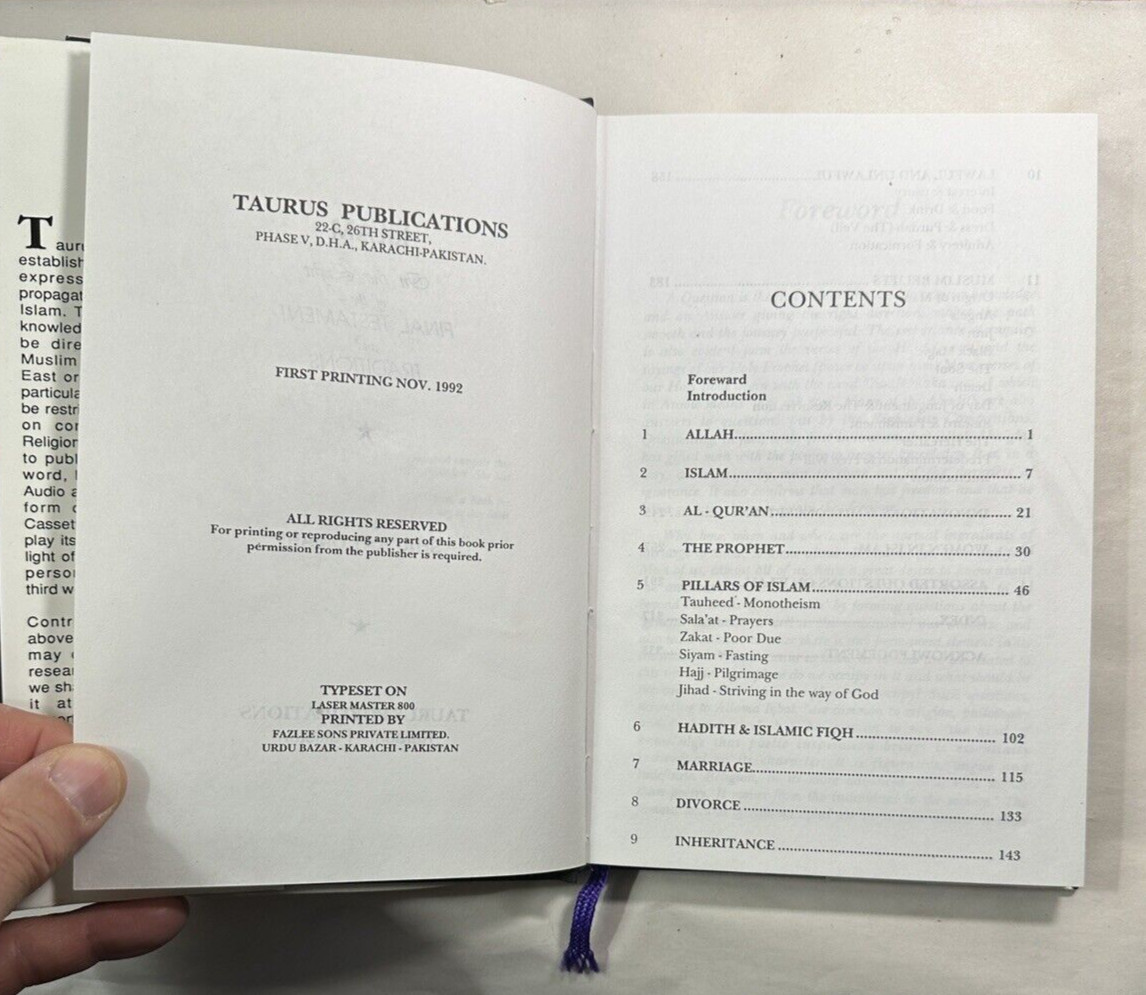 T aur
establish
express
propagat
Islam. T
knowled
be dire
Muslim
East or
particula
be restr
on cor
Religion
to publ
word,
Audio a
form
Casset
play its
light of
person
third w
Contr
above
may
resear
we sh
it at
TAURUS PUBLICATIONS
22-C, 26TH STREET,
PHASE V, D.H.A., KARACHI-PAKISTAN.
FIRST PRINTING NOV. 1992
ALL RIGHTS RESERVED
For printing or reproducing any part of this book prior
permission from the publisher is required.
TYPESET ON
LASER MASTER 800
PRINTED BY
FAZLEE SONS PRIVATE LIMITED.
URDU BAZAR - KARACHI - PAKISTAN
CONTENTS
Foreward
Introduction
1 ALLAH 1
2 ISLAM 7
3 AL - QUR'AN 21
4 THE PROPHET 30
5 PILLARS OF ISLAM 46
Tauheed - Monotheism
Sala'at - Prayers
Zakat - Poor Due
Siyam - Fasting
Hajj - Pilgrimage
Jihad - Striving in the way of God
6 HADITH & ISLAMIC FIQH 102
7 MARRIAGE 115
8 DIVORCE 133
9 INHERITANCE 143